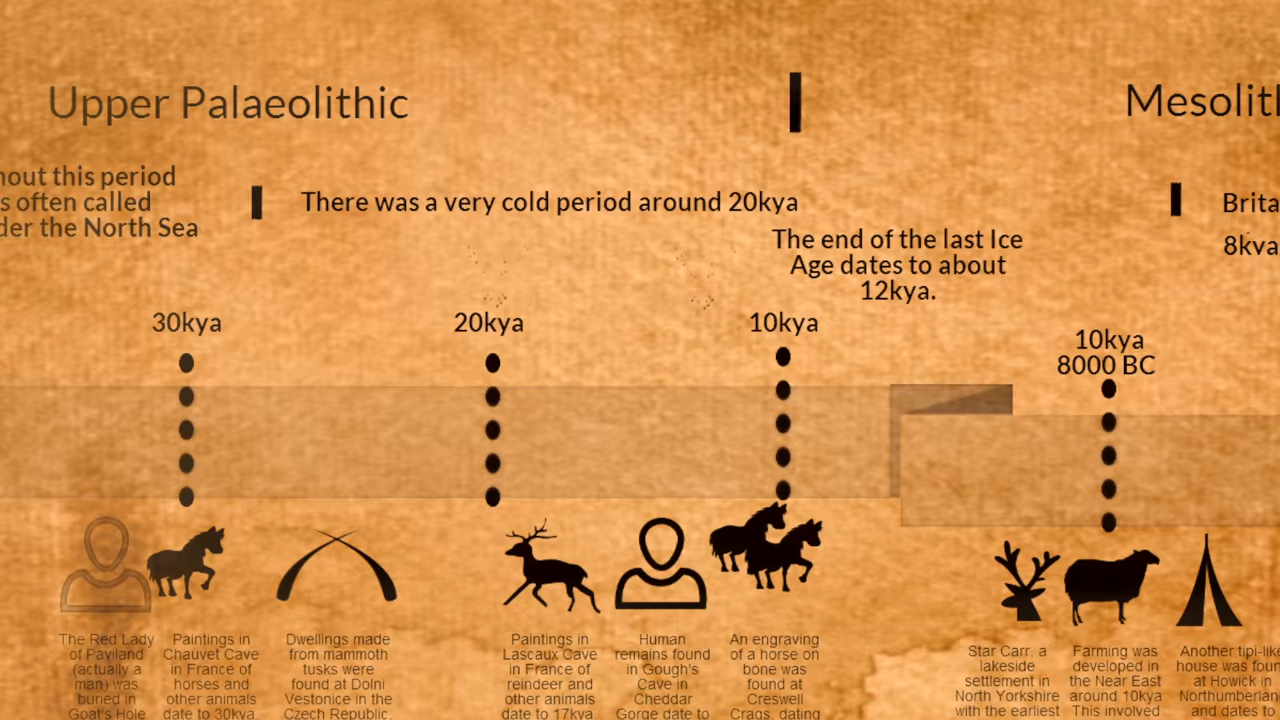 Upper Palaeolithic
Mesolith
hout this period
s often called
der the North Sea
There was a very cold period around 20kya
The end of the last Ice
Age dates to about
12kya.
Brita
8kya
30kya
20kya
10kya
10kya
8000 BC
The Red Lady
of Paviland
(actually a
man) was
buried in
Goat's Hole
Paintings in
Chauvet Cave
in France of
horses and
other animals
date to 30kya.
Dwellings made
from mammoth
tusks were
found at Dolni
Vestonice in the
Czech Republic,
Paintings in
Lascaux Cave
in France of
reindeer and
other animals
date to 17kya.
Human
remains found
in Gough's
Cave in
Cheddar
Gorge date to
An engraving
of a horse on
bone was
found at
Creswell
Crags, dating
Star Carr, a
lakeside
settlement in
North Yorkshire
with the earliest
Farming was
developed in
the Near East
around 10kya
This involved
Another tipi-like
house was foun
at Howick in
Northumberlan
and dates to